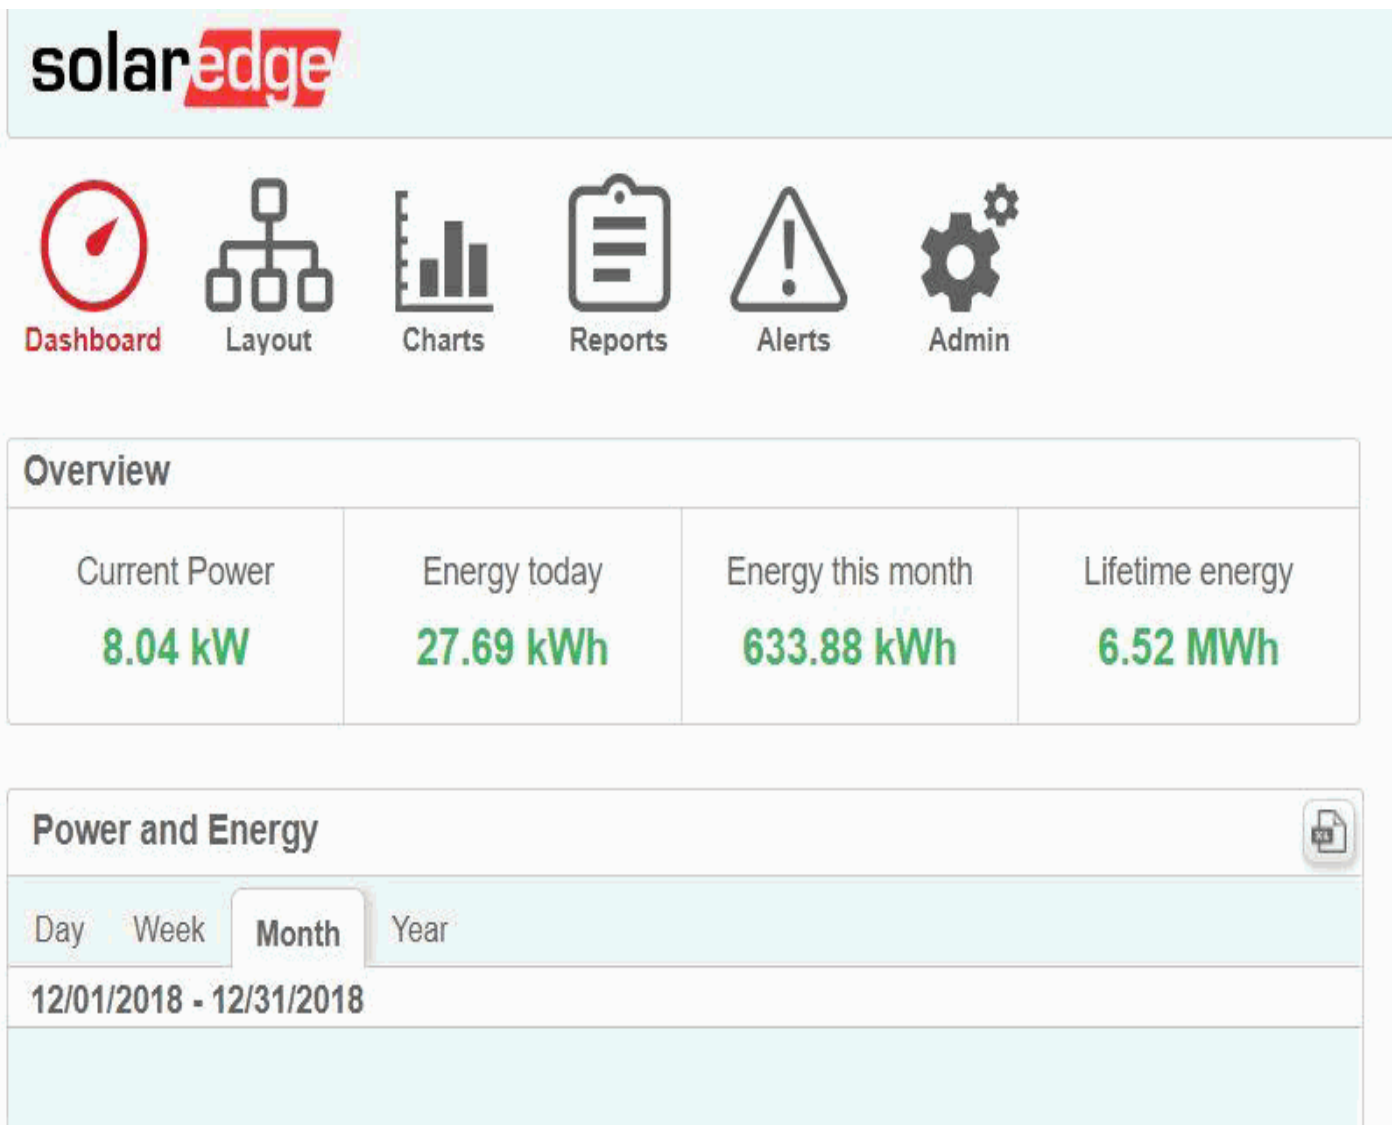 solaredge
Dashboard Layout Charts Reports Alerts Admin
Overview
Current Power Energy today Energy this month Lifetime energy
8.04 kW 27.69 kWh 633.88 kWh 6.52 MWh
Power and Energy
Day Week Month Year
12/01/2018 - 12/31/2018